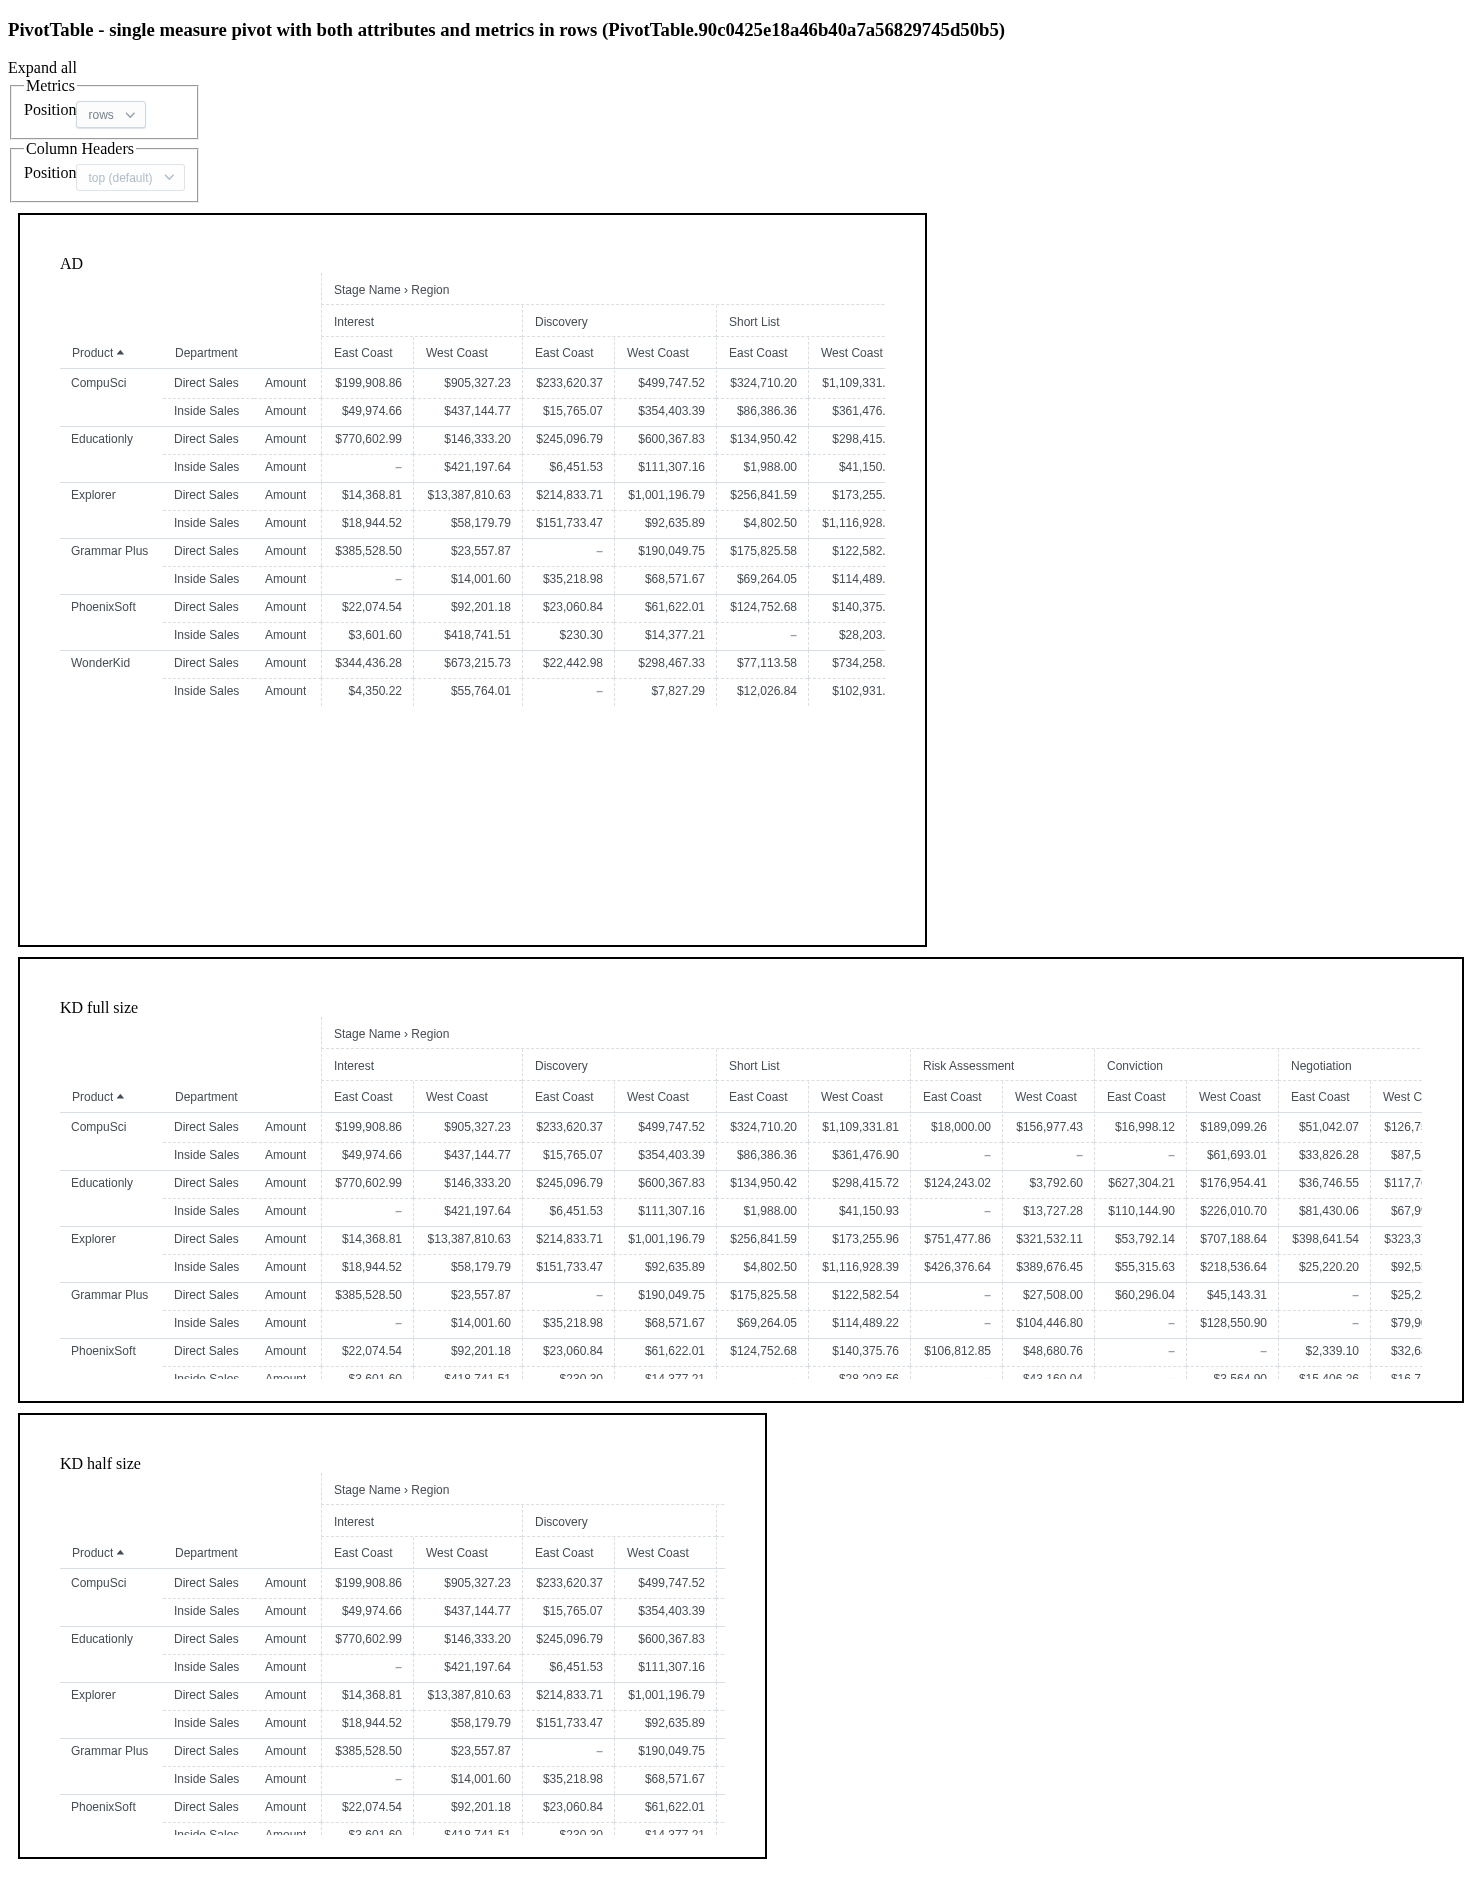 PivotTable - single measure pivot with both attributes and metrics in rows (PivotTable.90c0425e18a46b40a7a56829745d50b5)
Expand all
Metrics
Position rows
Column Headers
Position top (default)
AD
Stage Name › Region
Interest Discovery Short List
Product Department East Coast West Coast East Coast West Coast East Coast West Coast
CompuSci Direct Sales Amount $199,908.86 $905,327.23 $233,620.37 $499,747.52 $324,710.20 $1,109,331.
Inside Sales Amount $49,974.66 $437,144.77 $15,765.07 $354,403.39 $86,386.36 $361,476.
Educationly Direct Sales Amount $770,602.99 $146,333.20 $245,096.79 $600,367.83 $134,950.42 $298,415.
Inside Sales Amount – $421,197.64 $6,451.53 $111,307.16 $1,988.00 $41,150.
Explorer Direct Sales Amount $14,368.81 $13,387,810.63 $214,833.71 $1,001,196.79 $256,841.59 $173,255.
Inside Sales Amount $18,944.52 $58,179.79 $151,733.47 $92,635.89 $4,802.50 $1,116,928.
Grammar Plus Direct Sales Amount $385,528.50 $23,557.87 – $190,049.75 $175,825.58 $122,582.
Inside Sales Amount – $14,001.60 $35,218.98 $68,571.67 $69,264.05 $114,489.
PhoenixSoft Direct Sales Amount $22,074.54 $92,201.18 $23,060.84 $61,622.01 $124,752.68 $140,375.
Inside Sales Amount $3,601.60 $418,741.51 $230.30 $14,377.21 – $28,203.
WonderKid Direct Sales Amount $344,436.28 $673,215.73 $22,442.98 $298,467.33 $77,113.58 $734,258.
Inside Sales Amount $4,350.22 $55,764.01 – $7,827.29 $12,026.84 $102,931.
KD full size
Stage Name › Region
Interest Discovery Short List Risk Assessment Conviction Negotiation
Product Department East Coast West Coast East Coast West Coast East Coast West Coast East Coast West Coast East Coast West Coast East Coast West C
CompuSci Direct Sales Amount $199,908.86 $905,327.23 $233,620.37 $499,747.52 $324,710.20 $1,109,331.81 $18,000.00 $156,977.43 $16,998.12 $189,099.26 $51,042.07 $126,7
Inside Sales Amount $49,974.66 $437,144.77 $15,765.07 $354,403.39 $86,386.36 $361,476.90 – – – $61,693.01 $33,826.28 $87,5
Educationly Direct Sales Amount $770,602.99 $146,333.20 $245,096.79 $600,367.83 $134,950.42 $298,415.72 $124,243.02 $3,792.60 $627,304.21 $176,954.41 $36,746.55 $117,7
Inside Sales Amount – $421,197.64 $6,451.53 $111,307.16 $1,988.00 $41,150.93 – $13,727.28 $110,144.90 $226,010.70 $81,430.06 $67,9
Explorer Direct Sales Amount $14,368.81 $13,387,810.63 $214,833.71 $1,001,196.79 $256,841.59 $173,255.96 $751,477.86 $321,532.11 $53,792.14 $707,188.64 $398,641.54 $323,3
Inside Sales Amount $18,944.52 $58,179.79 $151,733.47 $92,635.89 $4,802.50 $1,116,928.39 $426,376.64 $389,676.45 $55,315.63 $218,536.64 $25,220.20 $92,5
Grammar Plus Direct Sales Amount $385,528.50 $23,557.87 – $190,049.75 $175,825.58 $122,582.54 – $27,508.00 $60,296.04 $45,143.31 – $25,2
Inside Sales Amount – $14,001.60 $35,218.98 $68,571.67 $69,264.05 $114,489.22 – $104,446.80 – $128,550.90 – $79,9
PhoenixSoft Direct Sales Amount $22,074.54 $92,201.18 $23,060.84 $61,622.01 $124,752.68 $140,375.76 $106,812.85 $48,680.76 – – $2,339.10 $32,6
Inside Sales Amount $3,601.60 $418,741.51 $230.30 $14,377.21 $28,203.56 $43,160.04 $3,564.90 $15,406.26 $16,7
KD half size
Stage Name › Region
Interest Discovery
Product Department East Coast West Coast East Coast West Coast
CompuSci Direct Sales Amount $199,908.86 $905,327.23 $233,620.37 $499,747.52
Inside Sales Amount $49,974.66 $437,144.77 $15,765.07 $354,403.39
Educationly Direct Sales Amount $770,602.99 $146,333.20 $245,096.79 $600,367.83
Inside Sales Amount – $421,197.64 $6,451.53 $111,307.16
Explorer Direct Sales Amount $14,368.81 $13,387,810.63 $214,833.71 $1,001,196.79
Inside Sales Amount $18,944.52 $58,179.79 $151,733.47 $92,635.89
Grammar Plus Direct Sales Amount $385,528.50 $23,557.87 – $190,049.75
Inside Sales Amount – $14,001.60 $35,218.98 $68,571.67
PhoenixSoft Direct Sales Amount $22,074.54 $92,201.18 $23,060.84 $61,622.01
Inside Sales Amount $3,601.60 $418,741.51 $230.30 $14,377.21